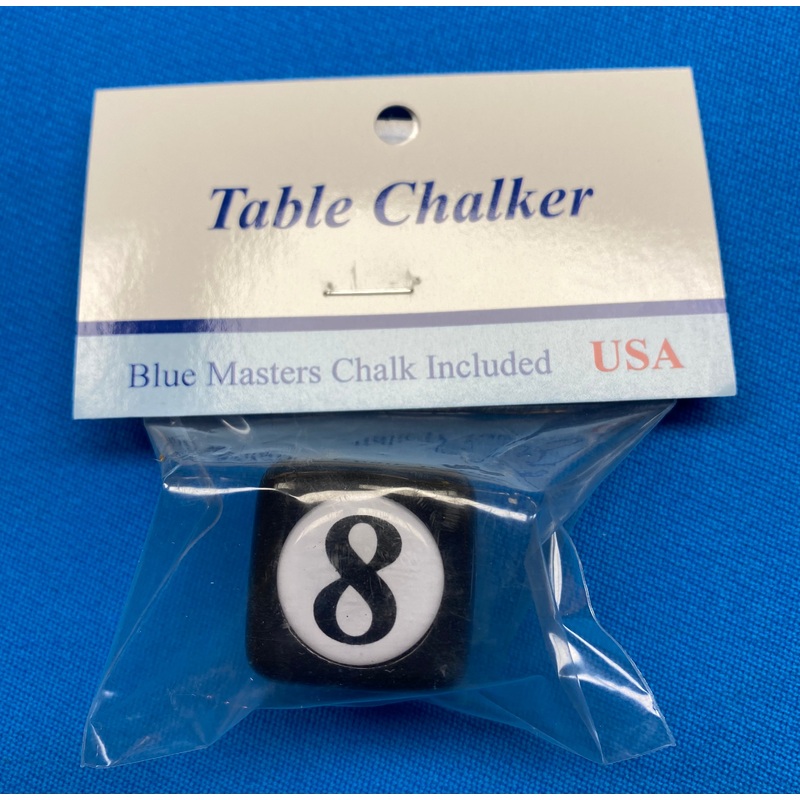 Table Chalker
Blue Masters Chalk Included USA
8